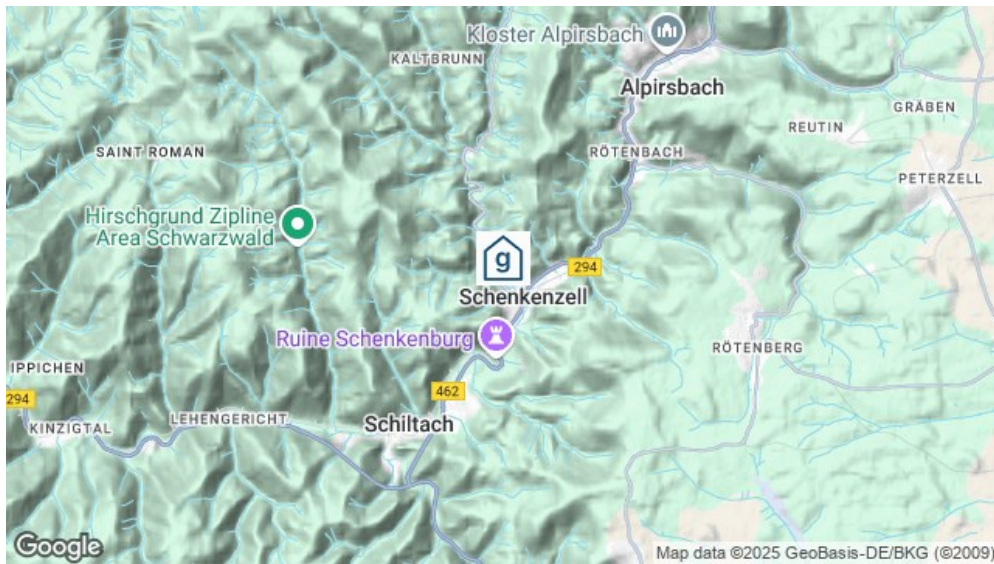 Kloster Alpirsbach
KALTBRUNN
Alpirsbach
GRÄBEN
REUTIN
SAINT ROMAN
RÖTENBACH
PETERZELL
Hirschgrund Zipline
Area Schwarzwald
g
294
Schenkenzell
Ruine Schenkenburg
RÖTENBERG
IPPICHEN
462
294
LEHENGERICHT
Schiltach
KINZIGTAL
Google
Map data ©2025 GeoBasis-DE/BKG (©2009)